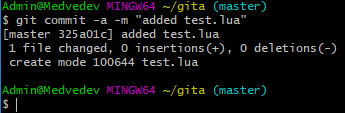 Admin@Medvedev MINGW64 ~/gita (master)
$ git commit -a -m "added test.lua"
[master 325a01c] added test.lua
 1 file changed, 0 insertions(+), 0 deletions(-)
 create mode 100644 test.lua

Admin@Medvedev MINGW64 ~/gita (master)
$